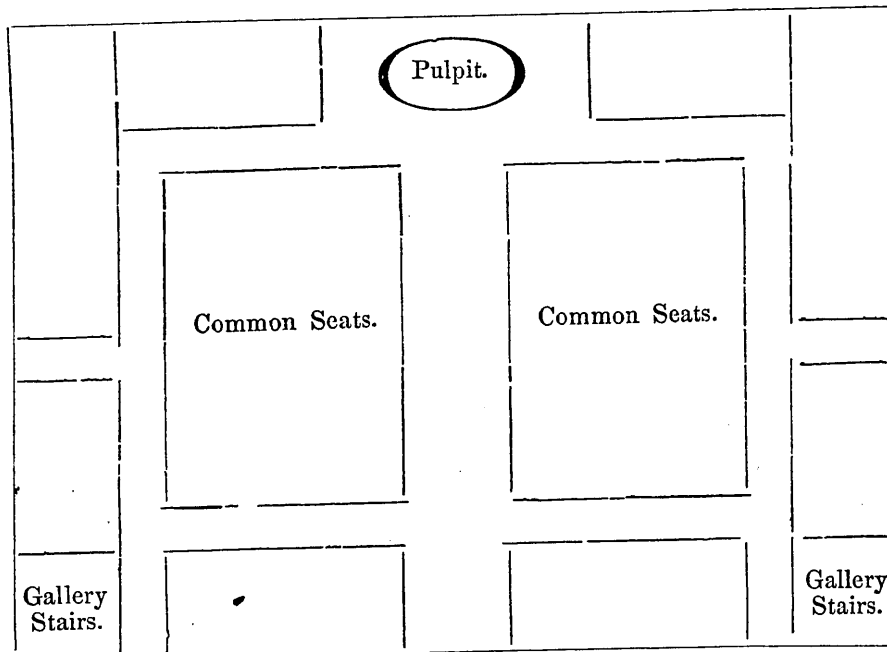 Pulpit.
Common Seats.
Common Seats.
Gallery
Stairs.
Gallery
Stairs.